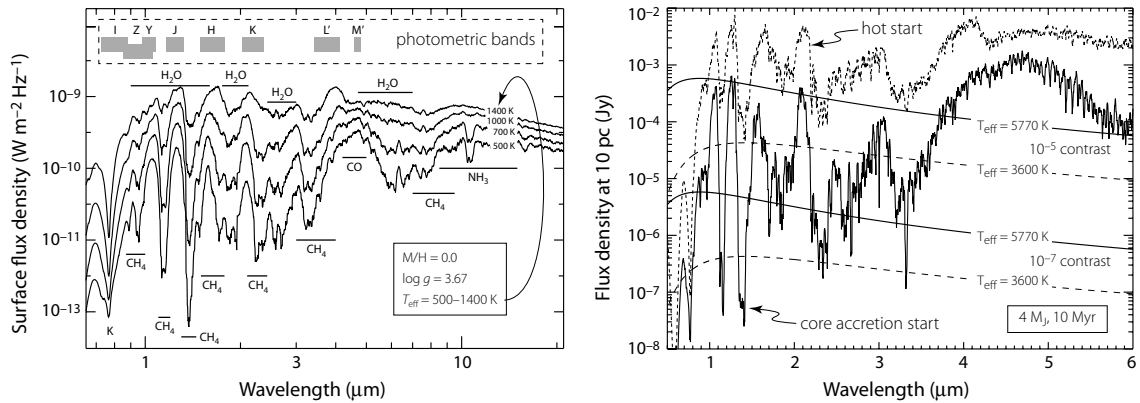 I Z Y J H K L′ M′
photometric bands
H₂O H₂O
H₂O
H₂O
1400 K
1000 K
700 K
500 K
CO
NH₃
CH₄
CH₄
CH₄
CH₄
CH₄
K
CH₄
CH₄
M/H = 0.0
log g = 3.67
Teff = 500–1400 K
10⁻⁹
10⁻¹⁰
10⁻¹¹
10⁻¹³
Surface flux density (W m⁻² Hz⁻¹)
1 3 10
Wavelength (μm)
10⁻²
10⁻³
10⁻⁴
10⁻⁵
10⁻⁶
10⁻⁷
10⁻⁸
Flux density at 10 pc (Jy)
hot start
Teff = 5770 K
10⁻⁵ contrast
Teff = 3600 K
Teff = 5770 K
10⁻⁷ contrast
Teff = 3600 K
core accretion start
4 MJ, 10 Myr
1 2 3 4 5 6
Wavelength (μm)